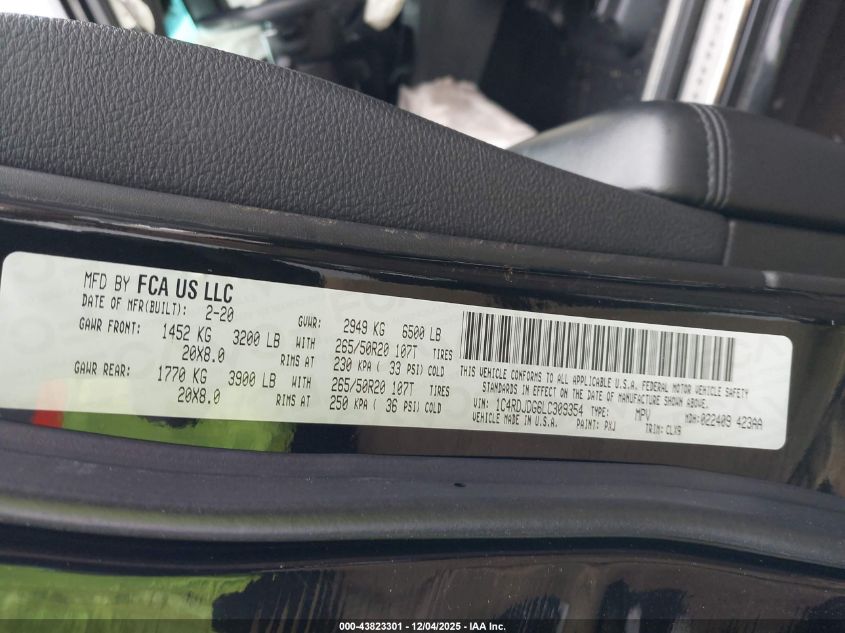 MFD BY FCA US LLC
DATE OF MFR(BUILT): 2-20 GVWR: 2949 KG 6500 LB
GAWR FRONT: 1452 KG 3200 LB WITH 265/50R20 107T TIRES
20X8.0 RIMS AT 230 KPA ( 33 PSI) COLD
GAWR REAR: 1770 KG 3900 LB WITH 265/50R20 107T TIRES
20X8.0 RIMS AT 250 KPA ( 36 PSI) COLD
THIS VEHICLE CONFORMS TO ALL APPLICABLE U.S.A. FEDERAL MOTOR VEHICLE SAFETY
STANDARDS IN EFFECT ON THE DATE OF MANUFACTURE SHOWN ABOVE.
VIN: 1C4RDJDG6LC309354 TYPE: MPV MDH: 022409 423AA
VEHICLE MADE IN U.S.A. PAINT: PXJ TRIM: CLX9
000-43823301 - 12/04/2025 - IAA Inc.